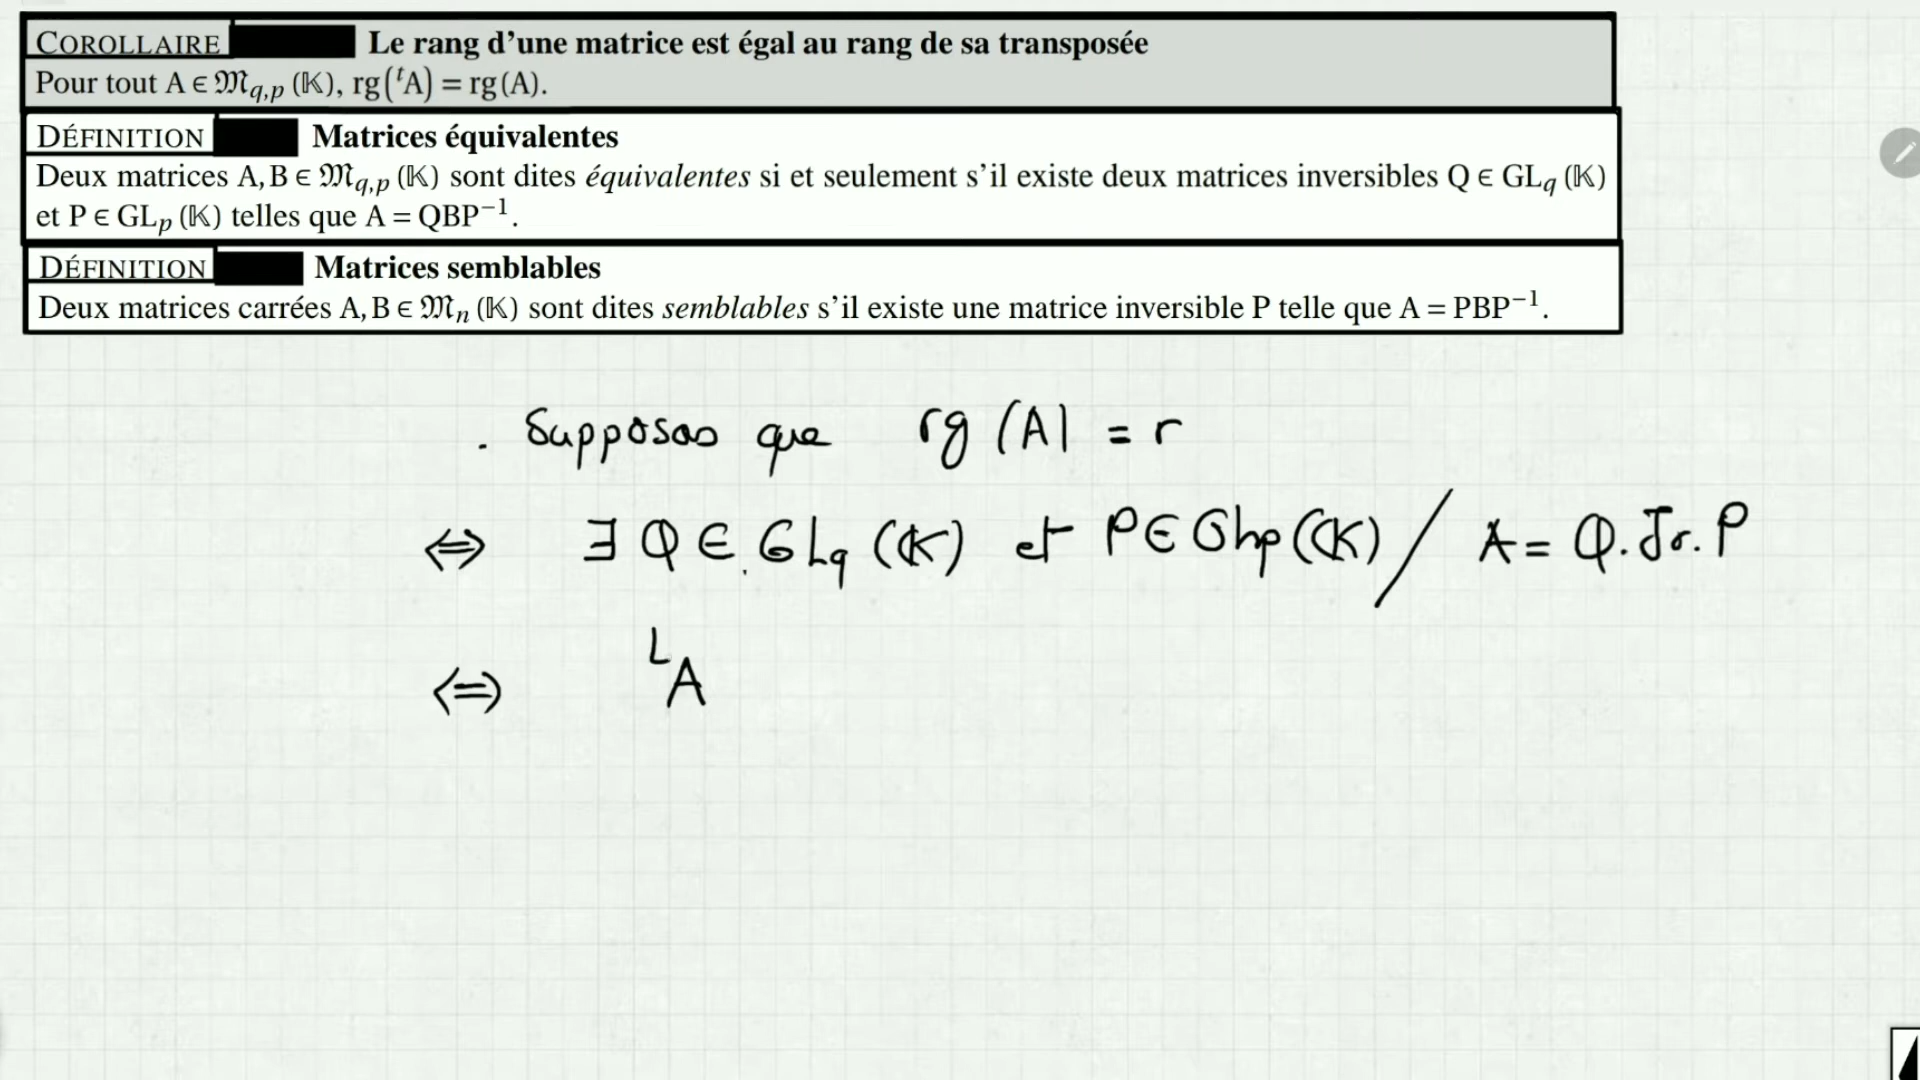 COROLLAIRE Le rang d’une matrice est égal au rang de sa transposée
Pour tout A ∈ 𝔐q,p (𝕂), rg(ᵗA) = rg(A).
DÉFINITION Matrices équivalentes
Deux matrices A, B ∈ 𝔐q,p (𝕂) sont dites équivalentes si et seulement s’il existe deux matrices inversibles Q ∈ GLq (𝕂)
et P ∈ GLp (𝕂) telles que A = QBP⁻¹.
DÉFINITION Matrices semblables
Deux matrices carrées A, B ∈ 𝔐n (𝕂) sont dites semblables s’il existe une matrice inversible P telle que A = PBP⁻¹.
. Supposos que rg (A) = r
⇔ ∃ Q ∈ GLq (𝕂) et P ∈ GLp (𝕂) / A = Q.Jr.P
⇔ ᵗA